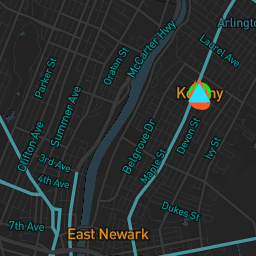 Arlington
Laurel Ave
McCarter Hwy
Oraton St
Parker St
Summer Ave
Clifton Ave
Devon St
Ivy St
Belgrove Dr
Maple St
3rd Ave
4th Ave
Dukes St
7th Ave
East Newark